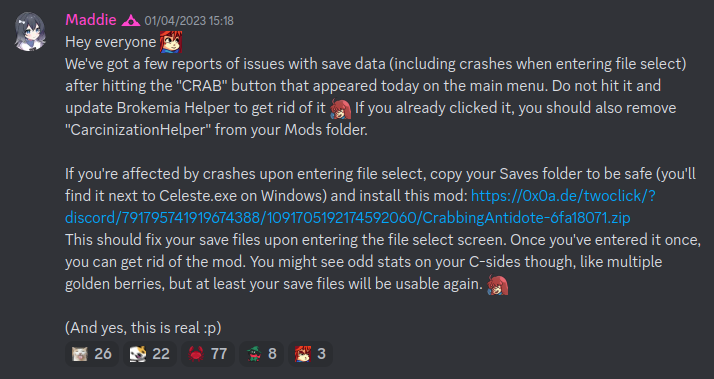 Maddie 01/04/2023 15:18
Hey everyone
We've got a few reports of issues with save data (including crashes when entering file select)
after hitting the "CRAB" button that appeared today on the main menu. Do not hit it and
update Brokemia Helper to get rid of it If you already clicked it, you should also remove
"CarcinizationHelper" from your Mods folder.
If you're affected by crashes upon entering file select, copy your Saves folder to be safe (you'll
find it next to Celeste.exe on Windows) and install this mod: https://0x0a.de/twoclick/?
discord/791795741919674388/1091705192174592060/CrabbingAntidote-6fa18071.zip
This should fix your save files upon entering the file select screen. Once you've entered it once,
you can get rid of the mod. You might see odd stats on your C-sides though, like multiple
golden berries, but at least your save files will be usable again.
(And yes, this is real :p)
26 22 77 8 3